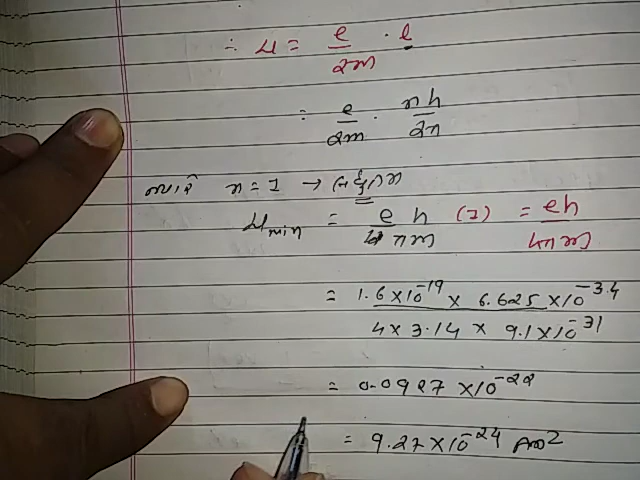 ∴ μ = e/2m · l
= e/2m · nh/2π
n = 1 →
μmin = eh/4πm (1) = eh/4πm
= 1.6 × 10⁻¹⁹ × 6.625 × 10⁻³⁴ / 4 × 3.14 × 9.1 × 10⁻³¹
= 0.0927 × 10⁻²²
= 9.27 × 10⁻²⁴ Am²